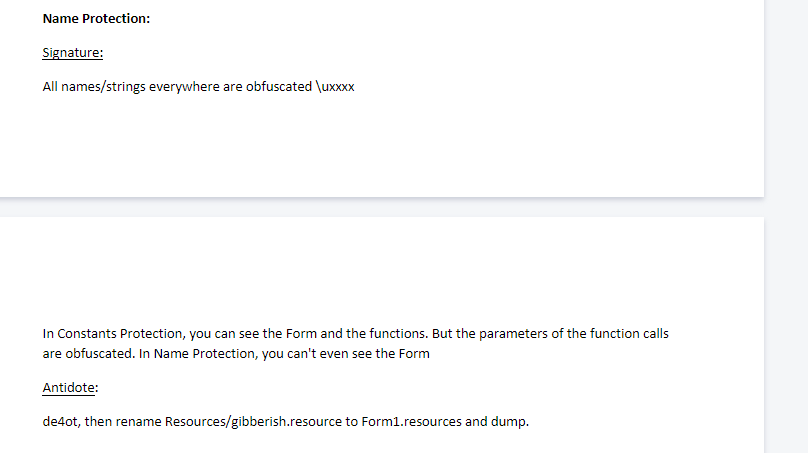 Name Protection:
Signature:
All names/strings everywhere are obfuscated \uxxxx
In Constants Protection, you can see the Form and the functions. But the parameters of the function calls
are obfuscated. In Name Protection, you can't even see the Form
Antidote:
de4ot, then rename Resources/gibberish.resource to Form1.resources and dump.